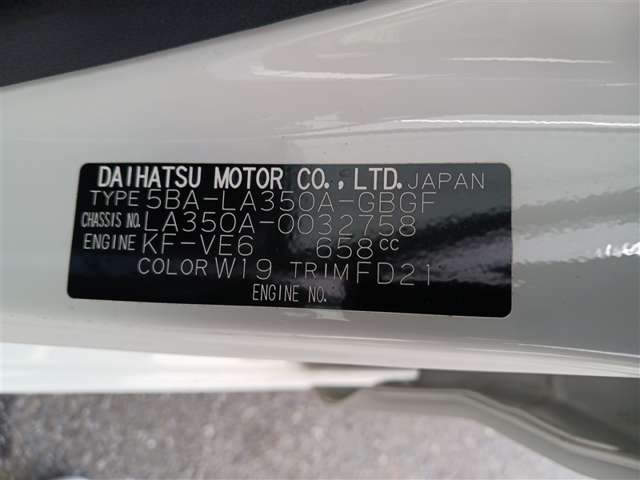 DAIHATSU MOTOR CO.,LTD. JAPAN
TYPE 5BA-LA350A-GBGF
CHASSIS NO. LA350A-0032758
ENGINE KF-VE6 658cc
COLOR W19 TRIM FD21
ENGINE NO.